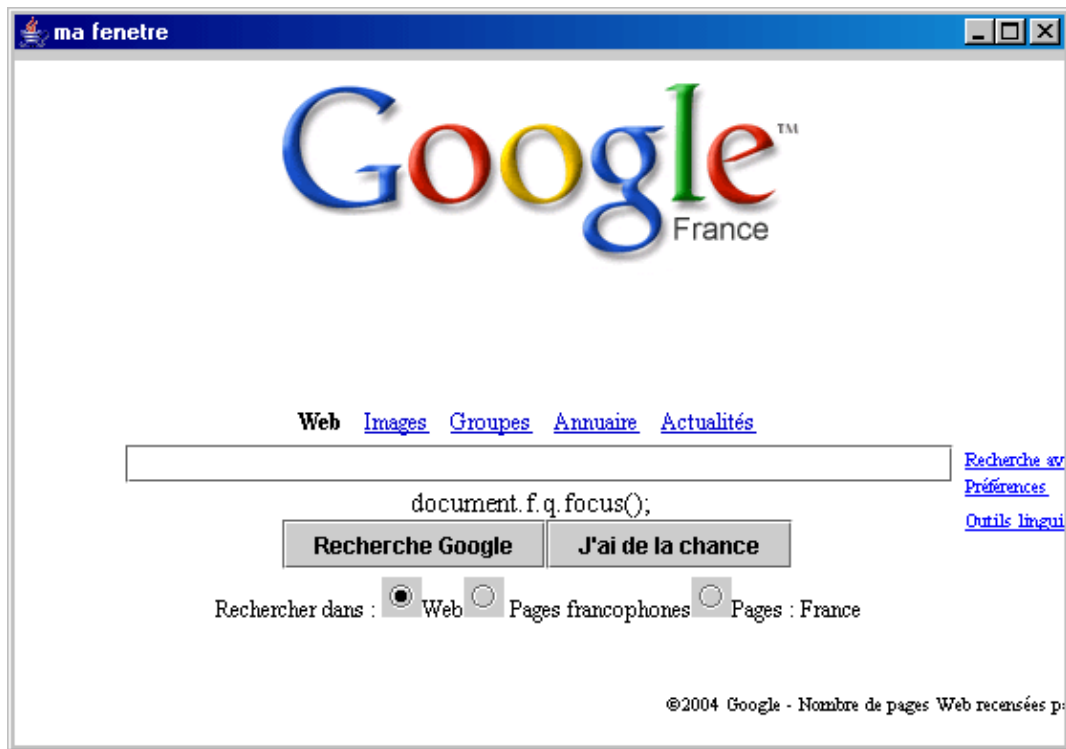 ma fenetre
Google™
France
Web Images Groupes Annuaire Actualités
Recherche av
Préférences
Outils lingui
document.f.q.focus();
Recherche Google J'ai de la chance
Rechercher dans : Web Pages francophones Pages : France
©2004 Google - Nombre de pages Web recensées p